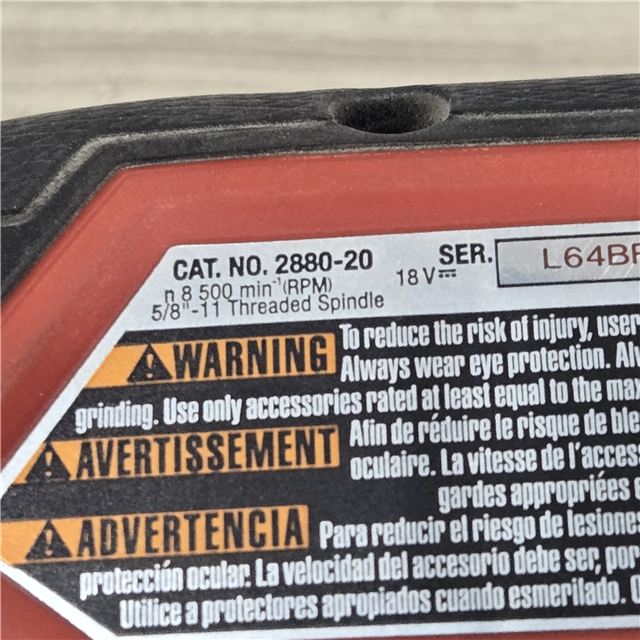 CAT. NO. 2880-20
SER. L64BF
n 8 500 min⁻¹(RPM)
18 V⎓
5/8"-11 Threaded Spindle
WARNING To reduce the risk of injury, user
Always wear eye protection. Alw
grinding. Use only accessories rated at least equal to the ma
AVERTISSEMENT Afin de réduire le risque de ble
oculaire. La vitesse de l'access
gardes appropriées
ADVERTENCIA Para reducir el riesgo de lesione
protección ocular. La velocidad del accesorio debe ser, por
Utilice a protectores apropiados cuando esmerilado.